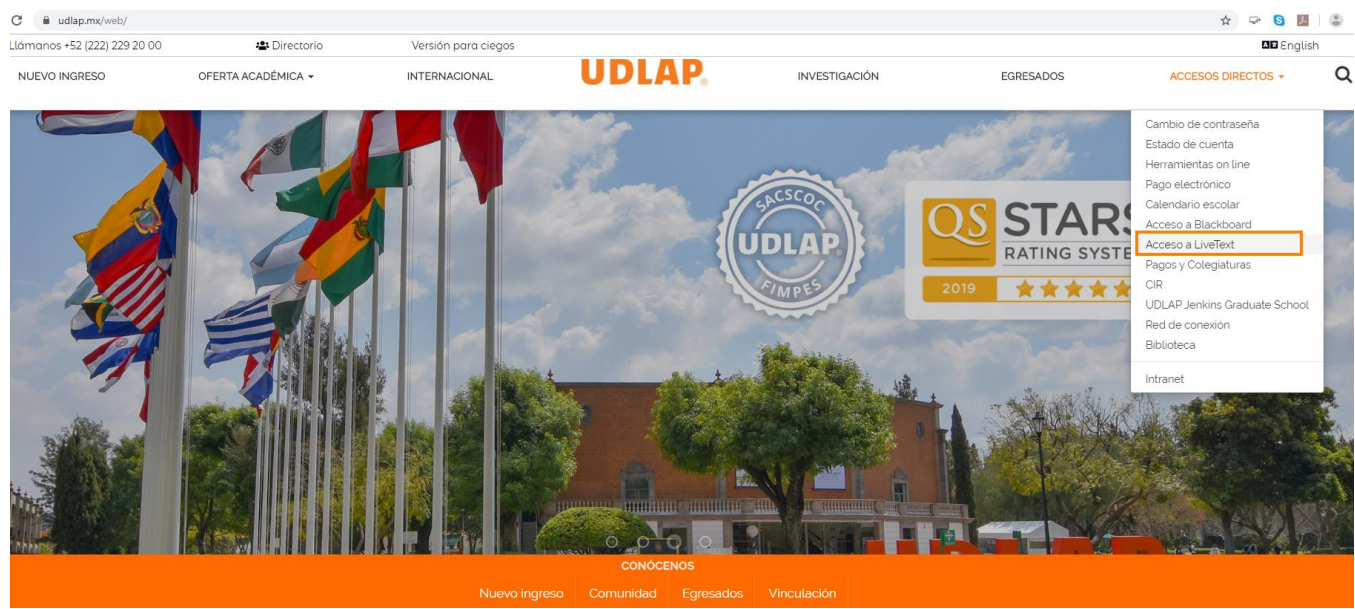 udlap.mx/web/
Llámanos +52 (222) 229 20 00 Directorio Versión para ciegos English
NUEVO INGRESO OFERTA ACADÉMICA INTERNACIONAL UDLAP® INVESTIGACIÓN EGRESADOS ACCESOS DIRECTOS
Cambio de contraseña
Estado de cuenta
Herramientas on line
Pago electrónico
Calendario escolar
Acceso a Blackboard
Acceso a LiveText
Pagos y Colegiaturas
CIR
UDLAP Jenkins Graduate School
Red de conexión
Biblioteca
Intranet
SACSCOC
UDLAP
FIMPES
QS STARS
RATING SYSTE
2019
CONÓCENOS
Nuevo ingreso Comunidad Egresados Vinculación